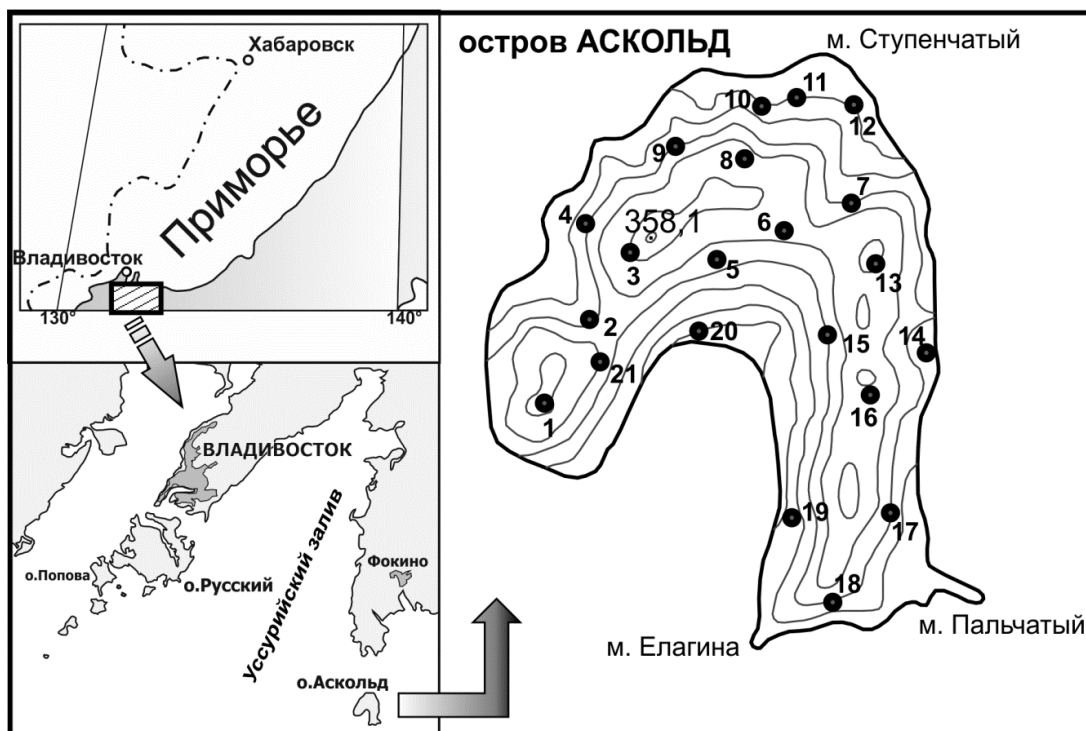 Хабаровск
Приморье
Владивосток
130°
140°
ВЛАДИВОСТОК
Уссурийский залив
Фокино
о.Попова
о.Русский
о.Аскольд
остров АСКОЛЬД
м. Ступенчатый
11
10
12
9
8
7
4
358,1
6
3
5
13
2
20
15
14
21
1
16
19
17
18
м. Пальчатый
м. Елагина